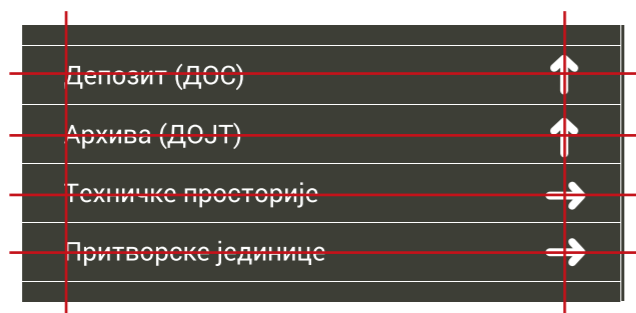 Депозит (ДОС)
Архива (ДОЈТ)
Техничке просторије
Притворске јединице